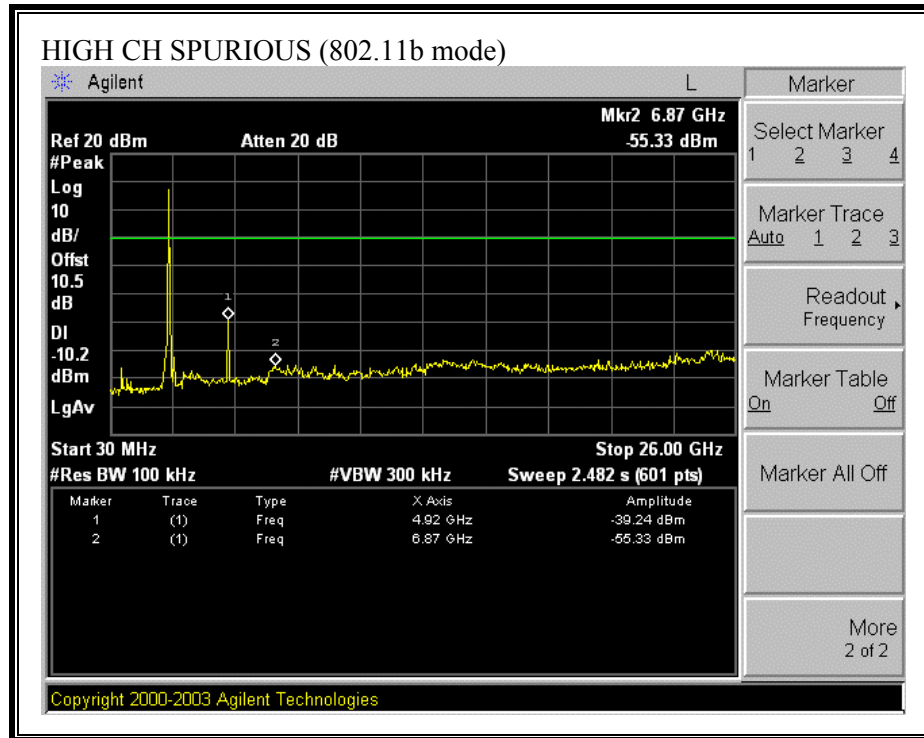 HIGH CH SPURIOUS (802.11b mode)
Agilent L Marker
Mkr2 6.87 GHz
Ref 20 dBm Atten 20 dB -55.33 dBm
#Peak
Log
10
dB/
Offst
10.5
dB
DI
-10.2
dBm
LgAv
1
2
Start 30 MHz Stop 26.00 GHz
#Res BW 100 kHz #VBW 300 kHz Sweep 2.482 s (601 pts)
Marker Trace Type X Axis Amplitude
1 (1) Freq 4.92 GHz -39.24 dBm
2 (1) Freq 6.87 GHz -55.33 dBm
Select Marker
1 2 3 4
Marker Trace
Auto 1 2 3
Readout
Frequency
Marker Table
On Off
Marker All Off
More
2 of 2
Copyright 2000-2003 Agilent Technologies